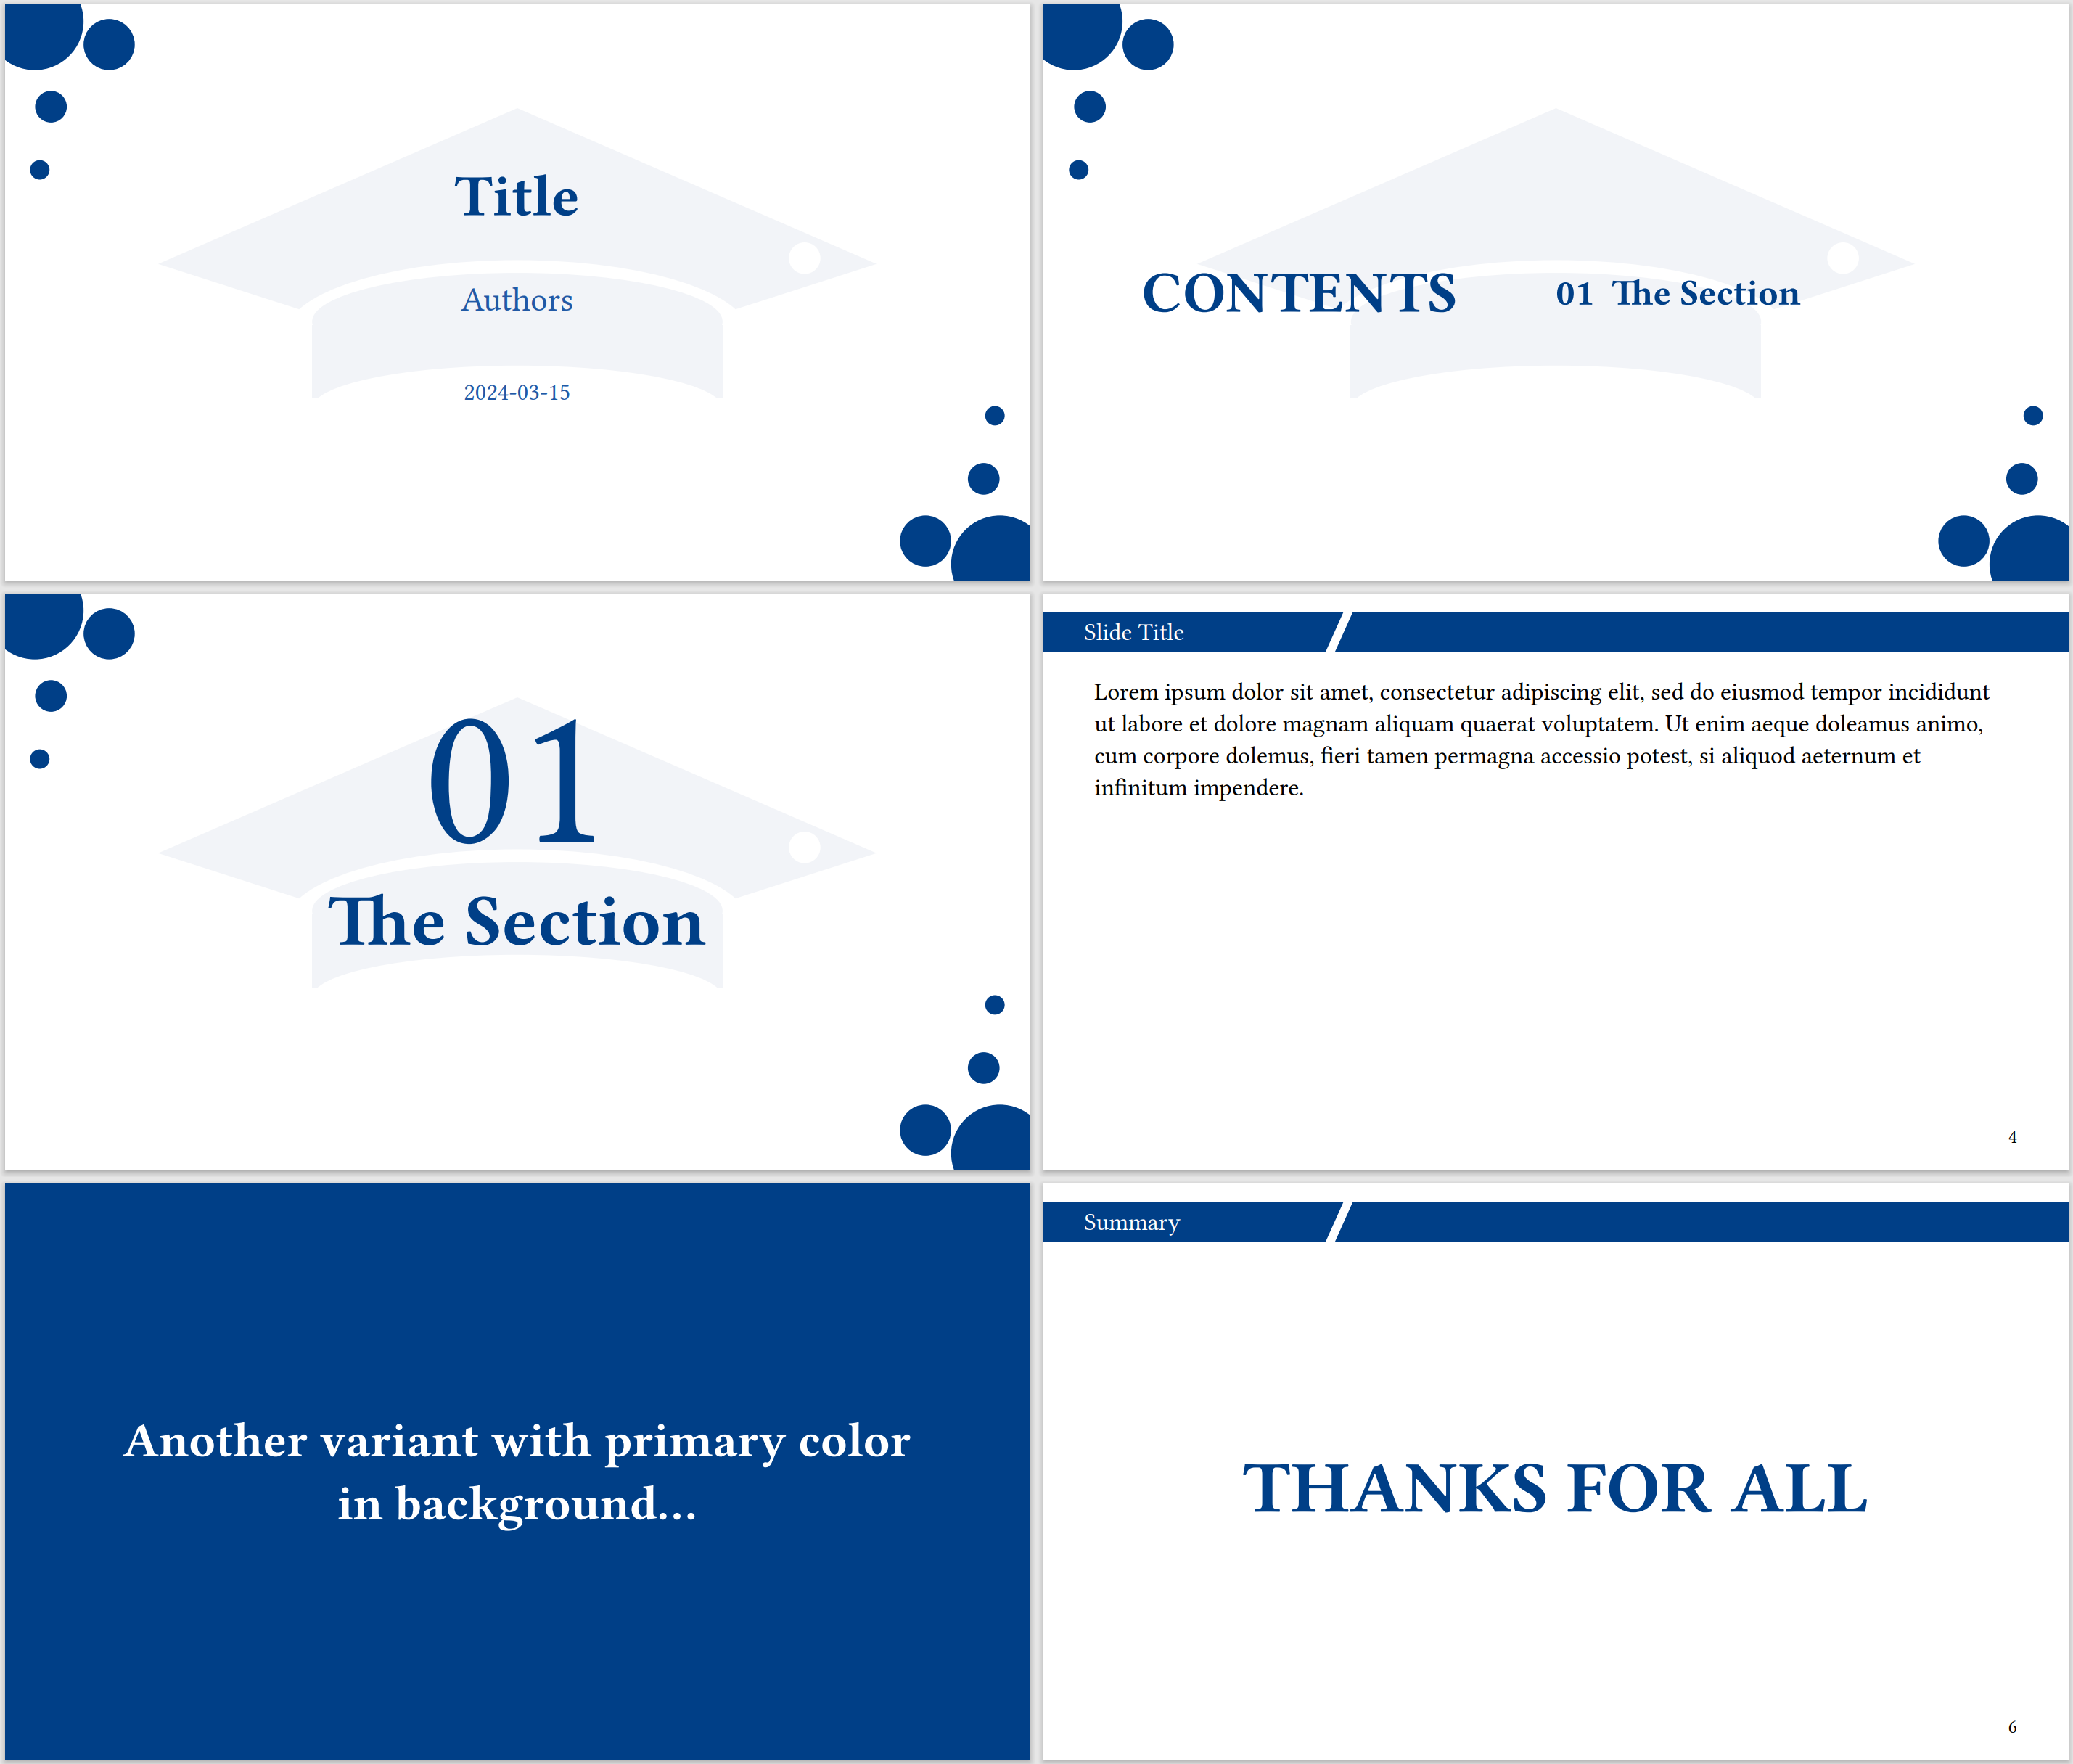 Title
Authors
2024-03-15
CONTENTS
01 The Section
01
The Section
Slide Title
Lorem ipsum dolor sit amet, consectetur adipiscing elit, sed do eiusmod tempor incididunt
ut labore et dolore magnam aliquam quaerat voluptatem. Ut enim aeque doleamus animo,
cum corpore dolemus, fieri tamen permagna accessio potest, si aliquod aeternum et
infinitum impendere.
4
Another variant with primary color
in background...
Summary
THANKS FOR ALL
6